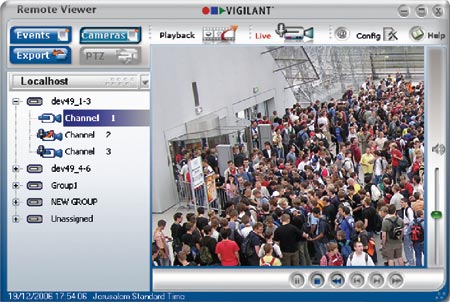 Remote Viewer
VIGILANT
Events
Cameras
Export
PTZ
Playback
Live
Config
Help
Localhost
dev49_1-3
Channel 1
Channel 2
Channel 3
dev49_4-6
Group1
NEW GROUP
Unassigned
19/12/2006 17:54:06 Jerusalem Standard Time